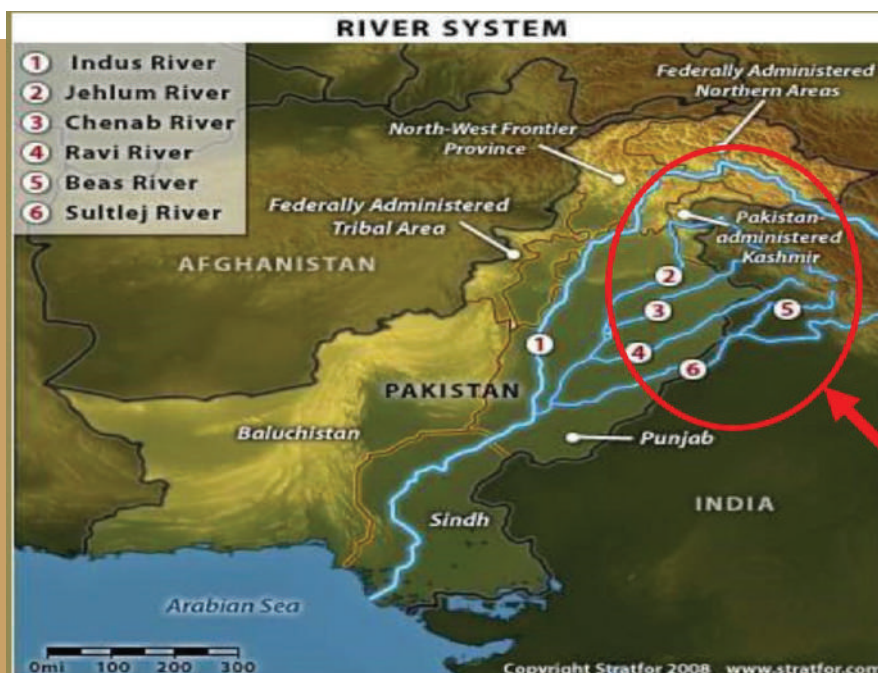 RIVER SYSTEM
1 Indus River
2 Jehlum River
3 Chenab River
4 Ravi River
5 Beas River
6 Sultlej River
Federally Administered
Northern Areas
North-West Frontier
Province
Federally Administered
Tribal Area
Pakistan-
administered
Kashmir
AFGHANISTAN
2
3
5
1
4
6
PAKISTAN
Baluchistan
Punjab
INDIA
Sindh
Arabian Sea
0mi 100 200 300
Copyright Stratfor 2008 www.stratfor.com